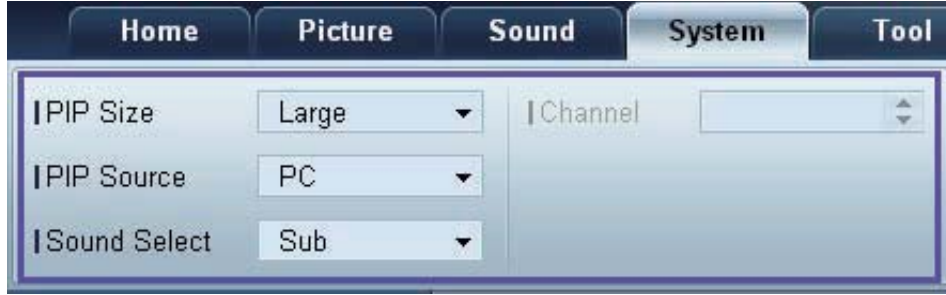 Home Picture Sound System Tool
PIP Size Large Channel
PIP Source PC
Sound Select Sub